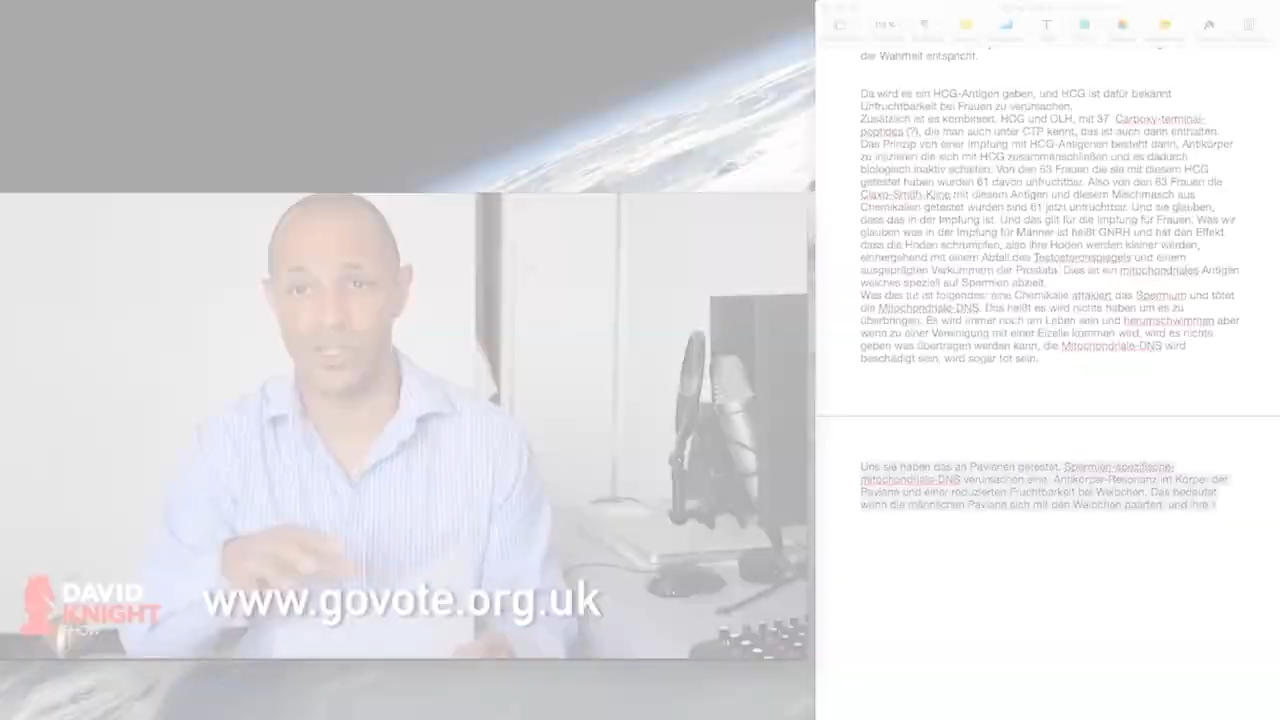 der Wahrheit entspricht.
Da wird es ein HCG-Antigen geben, und HCG ist dafür bekannt
Unfruchtbarkeit bei Frauen zu verursachen.
Zusätzlich ist es kombiniert, HCG und OLH, mit 37 Carboxy-terminal-
peptides (?), die man auch unter CTP kennt, das ist auch dann enthalten.
Das Prinzip von einer Impfung mit HCG-Antigenen besteht darin, Antikörper
zu injizieren die sich mit HCG zusammenschließen und es dadurch
biologisch inaktiv schalten. Von den 63 Frauen die sie mit diesem HCG
getestet haben wurden 61 davon unfruchtbar. Also von den 63 Frauen die
Glaxo-Smith-Kline mit diesem Antigen und diesem Mischmasch aus
Chemikalien getestet wurden sind 61 jetzt unfruchtbar. Und sie glauben,
dass das in der Impfung ist. Und das gilt für die Impfung für Frauen. Was wir
glauben was in der Impfung für Männer ist heißt GNRH und hat den Effekt
dass die Hoden schrumpfen, also ihre Hoden werden kleiner werden,
einhergehend mit einem Abfall des Testosteronspiegels und einem
ausgeprägten Verkümmern der Prostata. Dies ist ein mitochondriales Antigen
welches speziell auf Spermien abzielt.
Was das tut ist folgendes: eine Chemikalie attakiert das Spermium und tötet
die Mitochondriale-DNS. Das heißt es wird nichts haben um es zu
überbringen. Es wird immer noch am Leben sein und herumschwimmen aber
wenn zu einer Vereinigung mit einer Eizelle kommen wird, wird es nichts
geben was übertragen werden kann, die Mitochondriale-DNS wird
beschädigt sein, wird sogar tot sein.
Uns sie haben das an Pavianen getestet. Spermien-spezifische-
mitochondriale-DNS verursachen eine Antikörper-Resonanz im Körper der
Paviane und einer reduzierten Fruchtbarkeit bei Weibchen. Das bedeutet
wenn die männlichen Paviane sich mit den Weibchen paarten, und ihre
DAVID
KNIGHT
SHOW
www.govote.org.uk